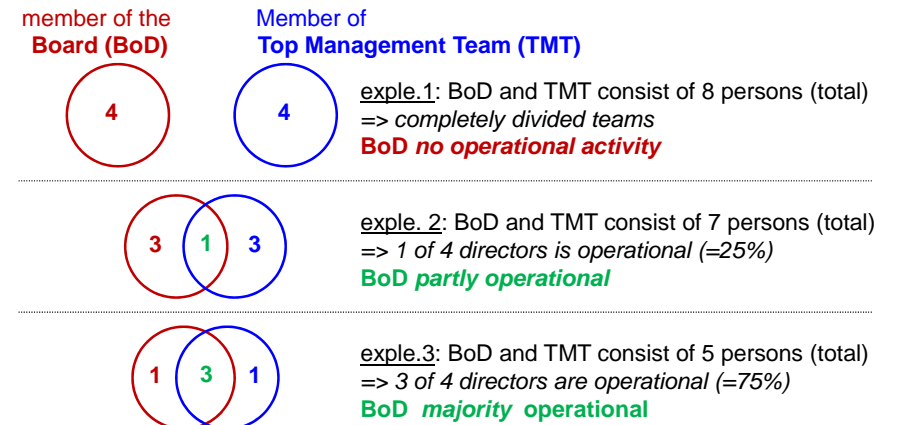 member of the
Board (BoD)
Member of
Top Management Team (TMT)
4
4
exple.1: BoD and TMT consist of 8 persons (total)
=> completely divided teams
BoD no operational activity
3
1
3
exple. 2: BoD and TMT consist of 7 persons (total)
=> 1 of 4 directors is operational (=25%)
BoD partly operational
1
3
1
exple.3: BoD and TMT consist of 5 persons (total)
=> 3 of 4 directors are operational (=75%)
BoD majority operational